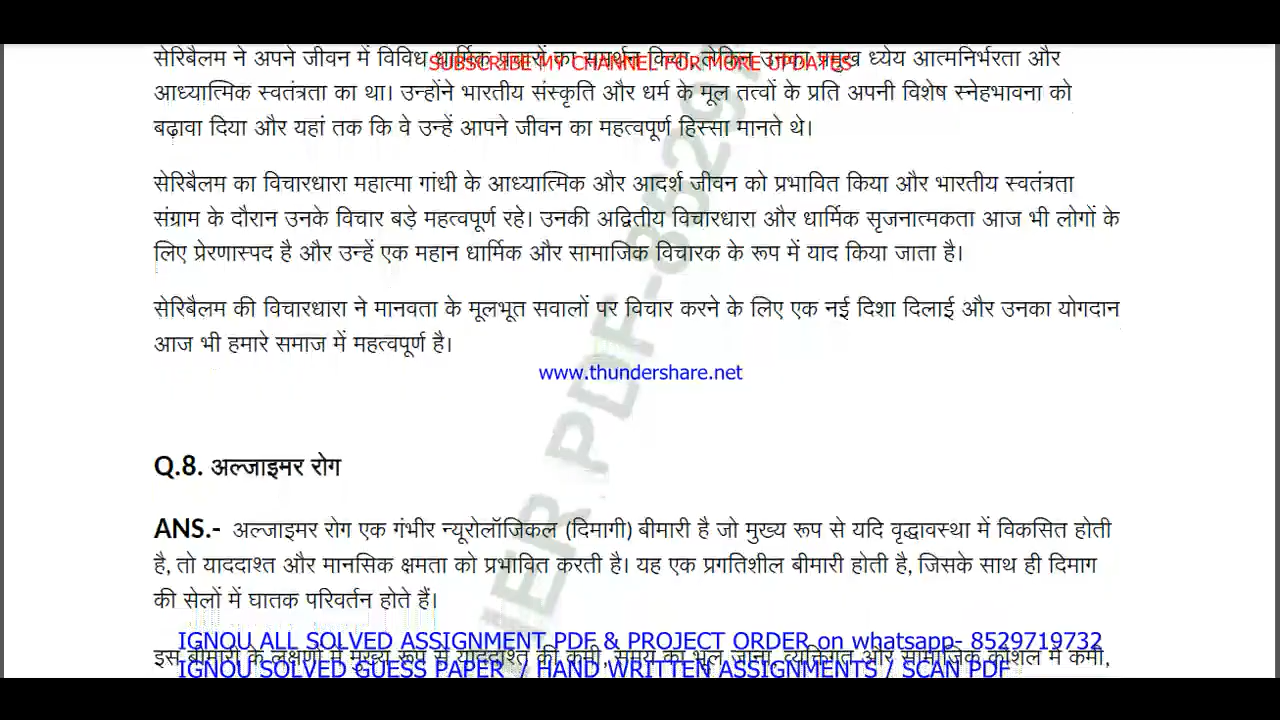 सेरिबैलम ने अपने जीवन में विविध धार्मिक प्रचारों का समर्थन किया, लेकिन उनका प्रमुख ध्येय आत्मनिर्भरता और
SUBSCRIBE MY CHANNEL FOR MORE UPDATES
आध्यात्मिक स्वतंत्रता का था। उन्होंने भारतीय संस्कृति और धर्म के मूल तत्वों के प्रति अपनी विशेष स्नेहभावना को
बढ़ावा दिया और यहां तक कि वे उन्हें आपने जीवन का महत्वपूर्ण हिस्सा मानते थे।
सेरिबैलम का विचारधारा महात्मा गांधी के आध्यात्मिक और आदर्श जीवन को प्रभावित किया और भारतीय स्वतंत्रता
संग्राम के दौरान उनके विचार बड़े महत्वपूर्ण रहे। उनकी अद्वितीय विचारधारा और धार्मिक सृजनात्मकता आज भी लोगों के
लिए प्रेरणास्पद है और उन्हें एक महान धार्मिक और सामाजिक विचारक के रूप में याद किया जाता है।
सेरिबैलम की विचारधारा ने मानवता के मूलभूत सवालों पर विचार करने के लिए एक नई दिशा दिलाई और उनका योगदान
आज भी हमारे समाज में महत्वपूर्ण है।
www.thundershare.net
Q.8. अल्जाइमर रोग
ANS.- अल्जाइमर रोग एक गंभीर न्यूरोलॉजिकल (दिमागी) बीमारी है जो मुख्य रूप से यदि वृद्धावस्था में विकसित होती
है, तो याददाश्त और मानसिक क्षमता को प्रभावित करती है। यह एक प्रगतिशील बीमारी होती है, जिसके साथ ही दिमाग
की सेलों में घातक परिवर्तन होते हैं।
IGNOU ALL SOLVED ASSIGNMENT PDF & PROJECT ORDER on whatsapp- 8529719732
इस बीमारी के लक्षणों में मुख्य रूप से याददाश्त की कमी, समय का भूल जाना, व्यक्तिगत और सामाजिक कौशल में कमी,
IGNOU SOLVED GUESS PAPER / HAND WRITTEN ASSIGNMENTS / SCAN PDF